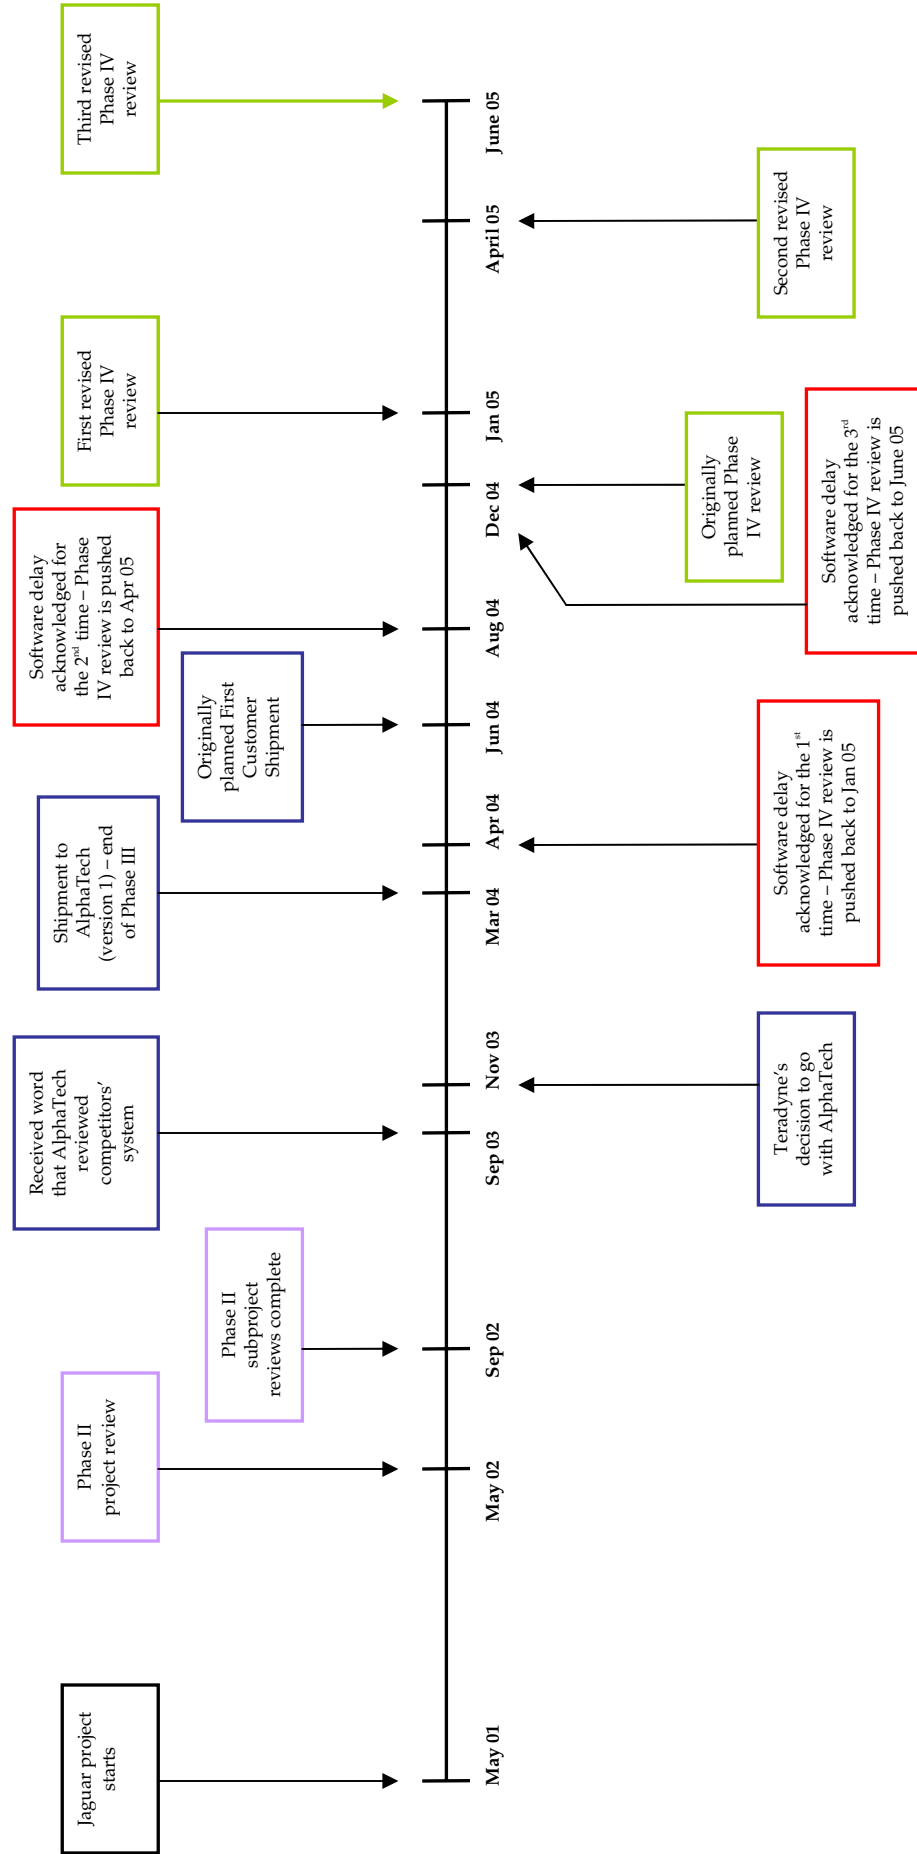 Jaguar project
starts
Phase II
project review
Phase II
subproject
reviews complete
Received word
that AlphaTech
reviewed
competitors'
system
Shipment to
AlphaTech
(version 1) – end
of Phase III
Originally
planned First
Customer
Shipment
Software delay
acknowledged for
the 2nd time – Phase
IV review is pushed
back to Apr 05
First revised
Phase IV
review
Third revised
Phase IV
review
May 01
May 02
Sep 02
Sep 03
Nov 03
Mar 04
Apr 04
Jun 04
Aug 04
Dec 04
Jan 05
April 05
June 05
Teradyne's
decision to go
with AlphaTech
Software delay
acknowledged for the 1st
time – Phase IV review is
pushed back to Jan 05
Originally
planned Phase
IV review
Software delay
acknowledged for the 3rd
time – Phase IV review is
pushed back to June 05
Second revised
Phase IV
review